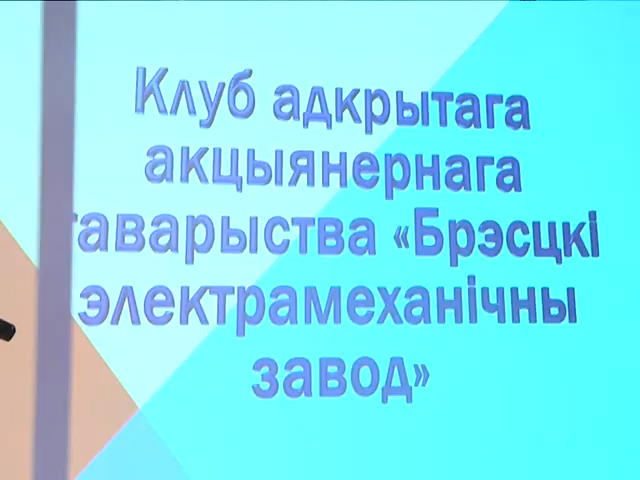 Клуб адкрытага
акцыянернага
таварыства «Брэсцкі
электрамеханічны
завод»